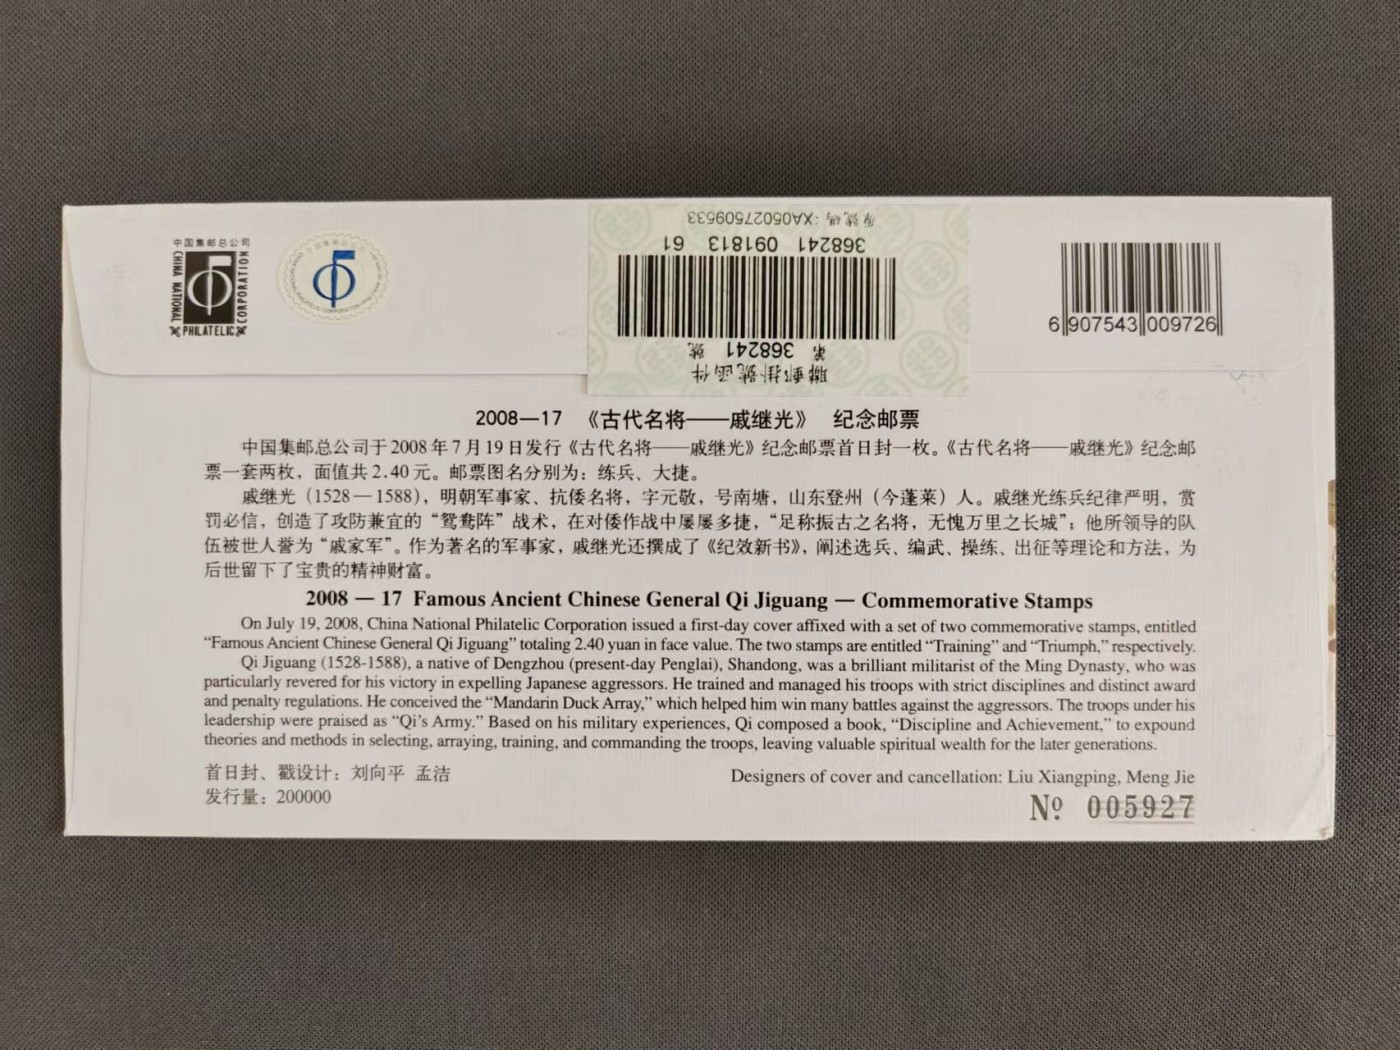 中国集邮总公司
CHINA NATIONAL
PHILATELIC
CORPORATION
原號碼:XA05027509533
368241 091813 61
第 368241 號
聯郵掛號函件
6 907543 009726
2008—17 《古代名将——戚继光》 纪念邮票
中国集邮总公司于2008年7月19日发行《古代名将——戚继光》纪念邮票首日封一枚。《古代名将——戚继光》纪念邮
票一套两枚，面值共2.40元。邮票图名分别为：练兵、大捷。
戚继光（1528—1588），明朝军事家、抗倭名将，字元敬，号南塘，山东登州（今蓬莱）人。戚继光练兵纪律严明，赏
罚必信，创造了攻防兼宜的“鸳鸯阵”战术，在对倭作战中屡屡多捷，“足称振古之名将，无愧万里之长城”；他所领导的队
伍被世人誉为“戚家军”。作为著名的军事家，戚继光还撰成了《纪效新书》，阐述选兵、编武、操练、出征等理论和方法，为
后世留下了宝贵的精神财富。
2008 — 17 Famous Ancient Chinese General Qi Jiguang — Commemorative Stamps
On July 19, 2008, China National Philatelic Corporation issued a first-day cover affixed with a set of two commemorative stamps, entitled
“Famous Ancient Chinese General Qi Jiguang” totaling 2.40 yuan in face value. The two stamps are entitled “Training” and “Triumph,” respectively.
Qi Jiguang (1528-1588), a native of Dengzhou (present-day Penglai), Shandong, was a brilliant militarist of the Ming Dynasty, who was
particularly revered for his victory in expelling Japanese aggressors. He trained and managed his troops with strict disciplines and distinct award
and penalty regulations. He conceived the “Mandarin Duck Array,” which helped him win many battles against the aggressors. The troops under his
leadership were praised as “Qi’s Army.” Based on his military experiences, Qi composed a book, “Discipline and Achievement,” to expound
theories and methods in selecting, arraying, training, and commanding the troops, leaving valuable spiritual wealth for the later generations.
首日封、戳设计：刘向平 孟洁
Designers of cover and cancellation: Liu Xiangping, Meng Jie
发行量：200000
№ 005927